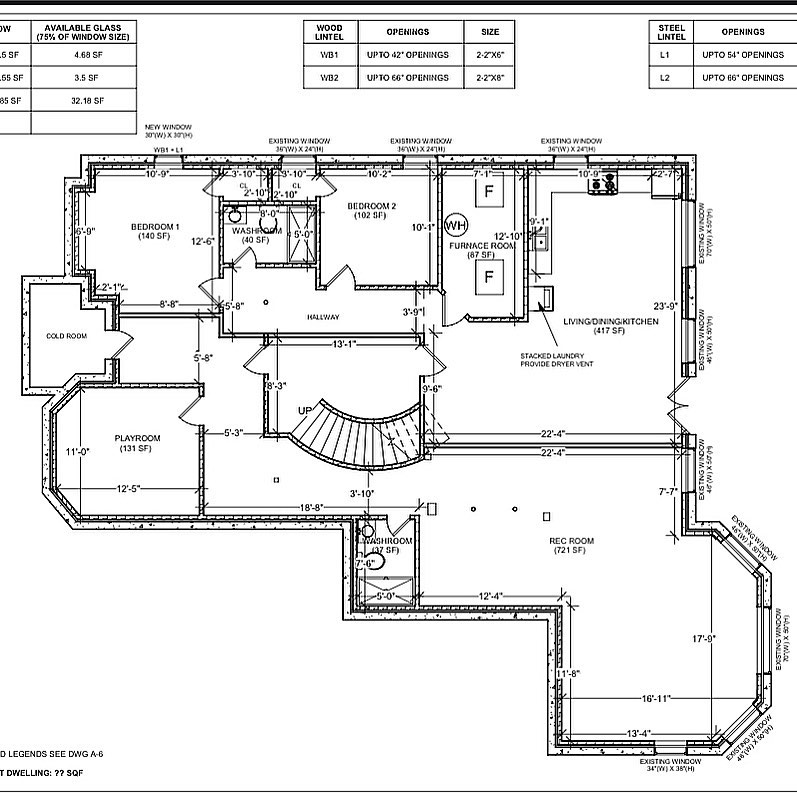 OW
AVAILABLE GLASS
(75% OF WINDOW SIZE)
.5 SF
4.68 SF
.55 SF
3.5 SF
85 SF
32.18 SF
WOOD LINTEL
OPENINGS
SIZE
WB1
UPTO 42" OPENINGS
2-2"X6"
WB2
UPTO 66" OPENINGS
2-2"X8"
STEEL LINTEL
OPENINGS
L1
UPTO 54" OPENINGS
L2
UPTO 66" OPENINGS
NEW WINDOW
30"(W) X 30"(H)
WB1 + L1
EXISTING WINDOW
36"(W) X 24"(H)
EXISTING WINDOW
36"(W) X 24"(H)
EXISTING WINDOW
36"(W) X 24"(H)
10'-9"
3'-10"
3'-10"
10'-2"
7'-1"
10'-9"
2'-7"
CL
2'-10"
CL
2'-10"
F
BEDROOM 1
(140 SF)
6'-9"
12'-6"
8'-0"
WASHROOM
(40 SF)
5'-0"
BEDROOM 2
(102 SF)
10'-1"
WH
FURNACE ROOM
(87 SF)
12'-10"
9'-1"
F
EXISTING WINDOW
70"(W) X 50"(H)
2'-1"
8'-8"
5'-8"
HALLWAY
3'-9"
23'-9"
LIVING/DINING/KITCHEN
(417 SF)
EXISTING WINDOW
46"(W) X 50"(H)
COLD ROOM
5'-8"
13'-1"
STACKED LAUNDRY
PROVIDE DRYER VENT
8'-3"
9'-6"
UP
PLAYROOM
(131 SF)
11'-0"
12'-5"
5'-3"
22'-4"
22'-4"
EXISTING WINDOW
46"(W) X 50"(H)
7'-7"
3'-10"
18'-8"
WASHROOM
(37 SF)
7'-6"
5'-0"
12'-4"
REC ROOM
(721 SF)
EXISTING WINDOW
46"(W) X 50"(H)
EXISTING WINDOW
70"(W) X 50"(H)
17'-9"
11'-8"
16'-11"
13'-4"
EXISTING WINDOW
46"(W) X 50"(H)
EXISTING WINDOW
34"(W) X 38"(H)
D LEGENDS SEE DWG A-6
T DWELLING: ?? SQF